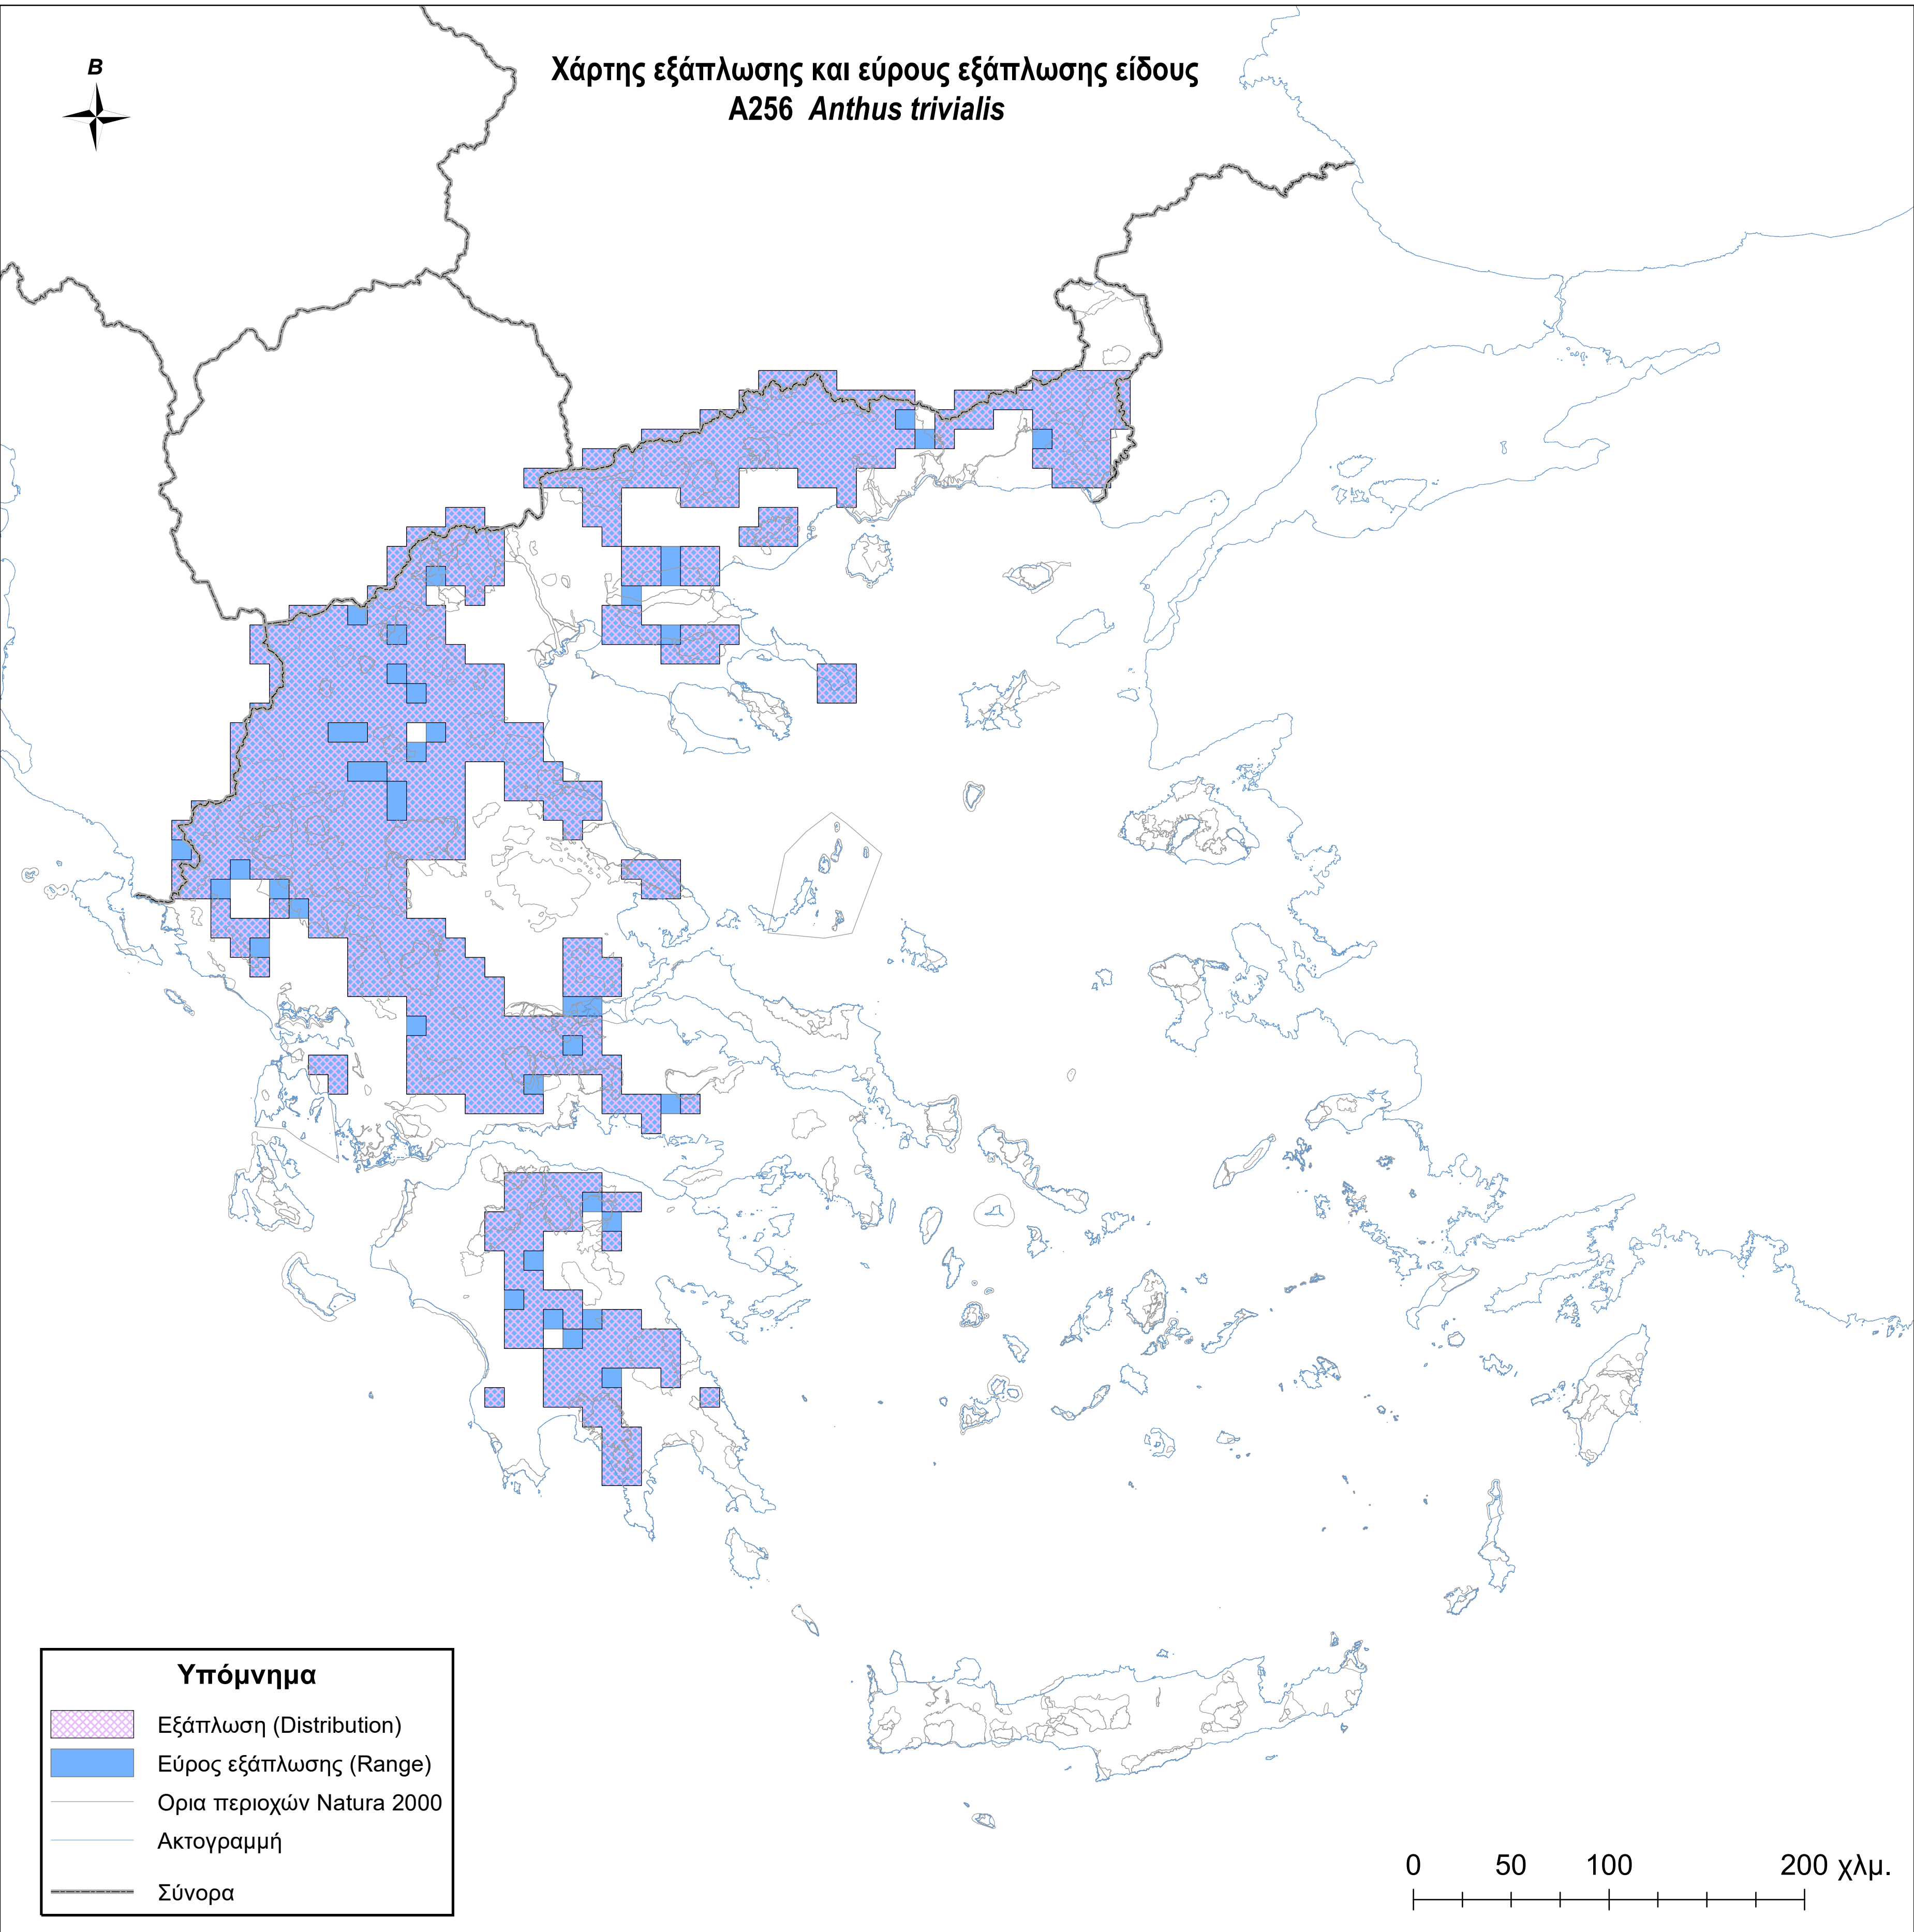 Β
Χάρτης εξάπλωσης και εύρους εξάπλωσης είδους
A256 Anthus trivialis
Υπόμνημα
Εξάπλωση (Distribution)
Εύρος εξάπλωσης (Range)
Ορια περιοχών Natura 2000
Ακτογραμμή
Σύνορα
0 50 100 200 χλμ.